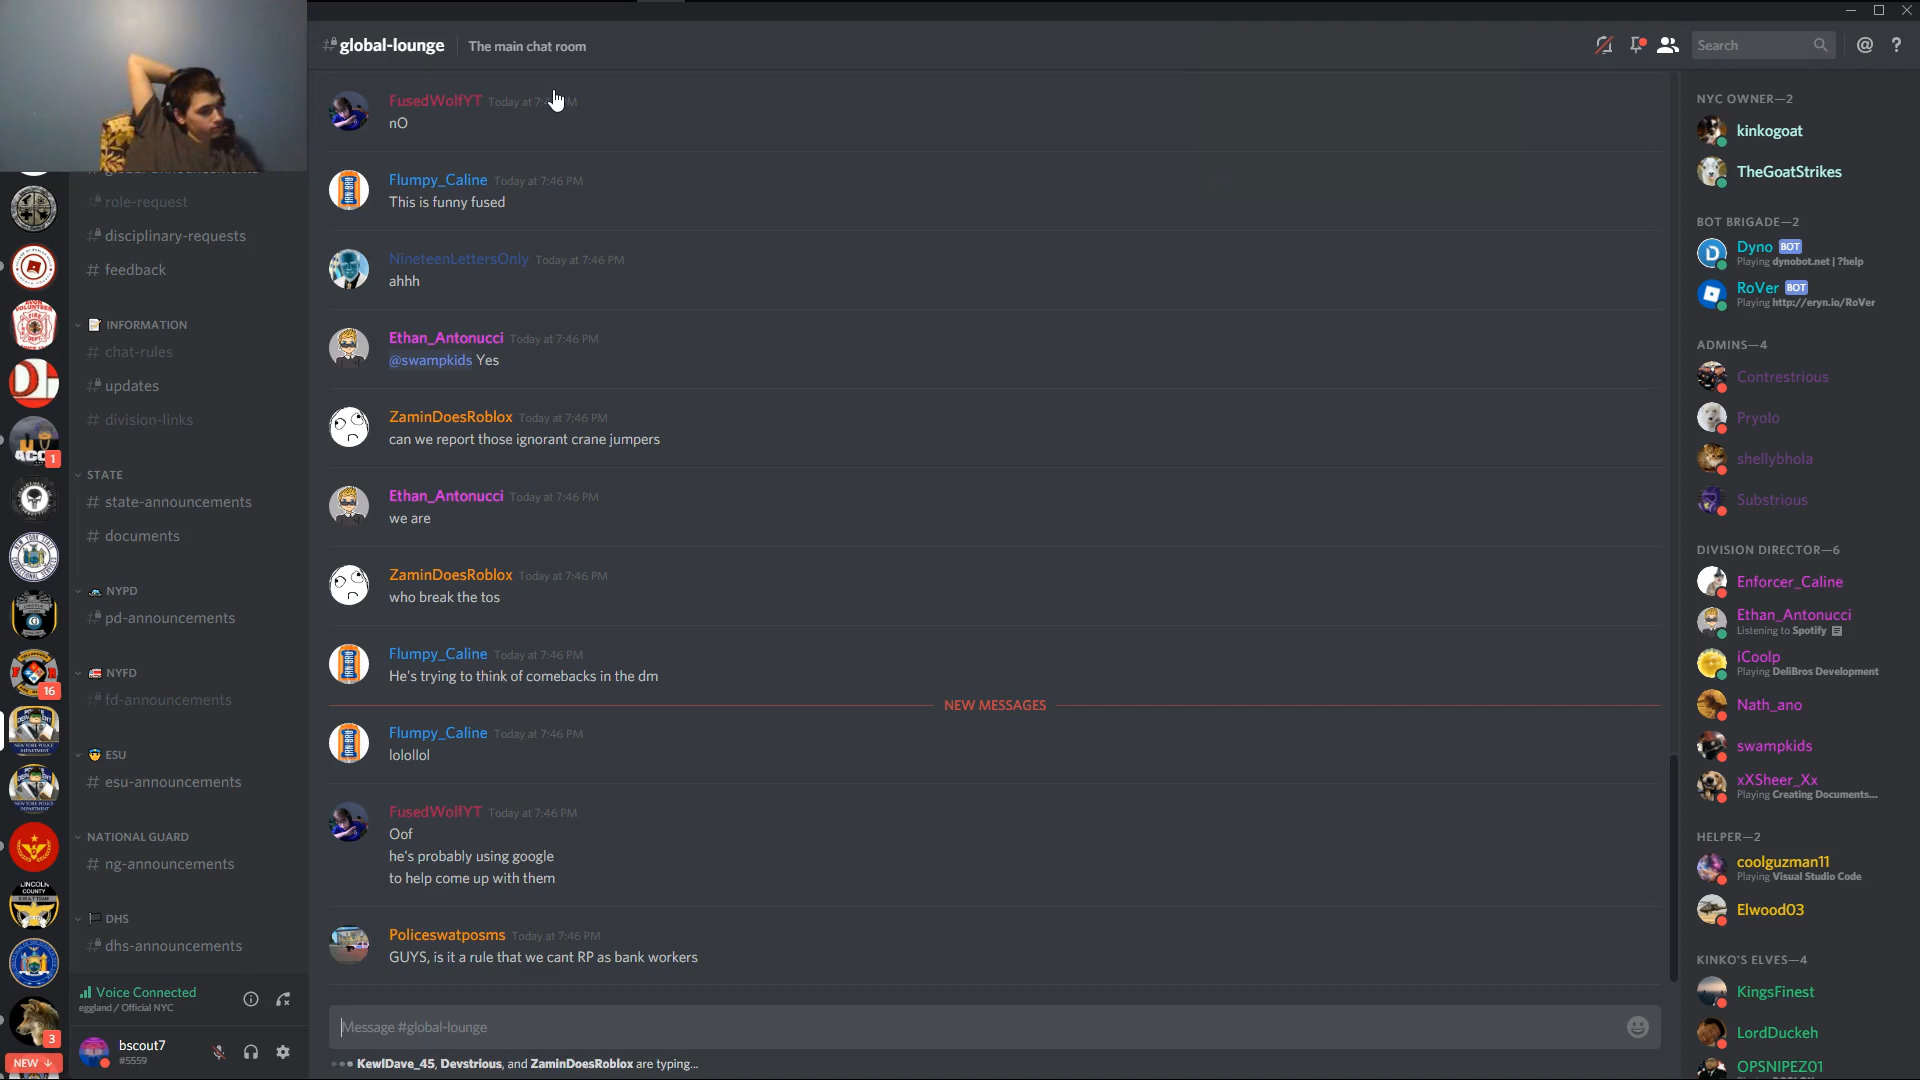 global-lounge
The main chat room
Search
role-request
disciplinary-requests
feedback
INFORMATION
chat-rules
updates
division-links
STATE
state-announcements
documents
NYPD
pd-announcements
NYFD
fd-announcements
ESU
esu-announcements
NATIONAL GUARD
ng-announcements
DHS
dhs-announcements
Voice Connected
eggland / Official NYC
bscout7
#5559
1
16
3
NEW
FusedWolfYT
nO
Flumpy_Caline Today at 7:46 PM
This is funny fused
NineteenLettersOnly Today at 7:46 PM
ahhh
Ethan_Antonucci Today at 7:46 PM
@swampkids Yes
ZaminDoesRoblox Today at 7:46 PM
can we report those ignorant crane jumpers
Ethan_Antonucci Today at 7:46 PM
we are
ZaminDoesRoblox Today at 7:46 PM
who break the tos
Flumpy_Caline Today at 7:46 PM
He's trying to think of comebacks in the dm
NEW MESSAGES
Flumpy_Caline Today at 7:46 PM
lolollol
FusedWolfYT Today at 7:46 PM
Oof
he's probably using google
to help come up with them
Policeswatposms Today at 7:46 PM
GUYS, is it a rule that we cant RP as bank workers
Message #global-lounge
KewlDave_45, Devstrious, and ZaminDoesRoblox are typing...
NYC OWNER—2
kinkogoat
TheGoatStrikes
BOT BRIGADE—2
Dyno BOT
Playing dynobot.net | ?help
RoVer BOT
Playing http://eryn.io/RoVer
ADMINS—4
Contrestrious
Pryolo
shellybhola
Substrious
DIVISION DIRECTOR—6
Enforcer_Caline
Ethan_Antonucci
Listening to Spotify
iCoolp
Playing DeliBros Development
Nath_ano
swampkids
xXSheer_Xx
Playing Creating Documents...
HELPER—2
coolguzman11
Playing Visual Studio Code
Elwood03
KINKO'S ELVES—4
KingsFinest
LordDuckeh
OPSNIPEZ01